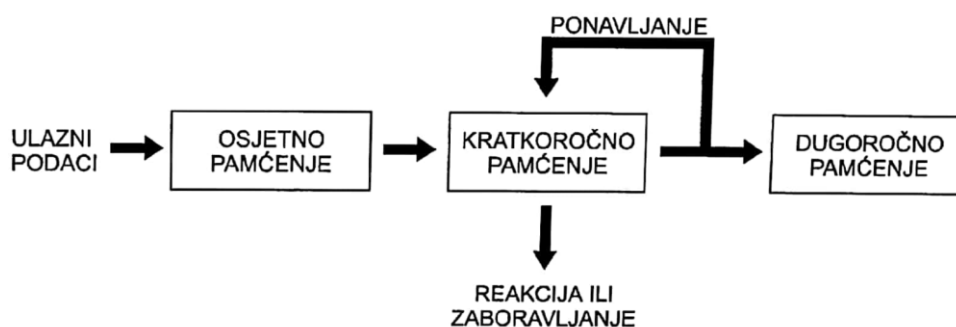 PONAVLJANJE
ULAZNI
PODACI
OSJETNO
PAMĆENJE
KRATKOROČNO
PAMĆENJE
DUGOROČNO
PAMĆENJE
REAKCIJA ILI
ZABORAVLJANJE